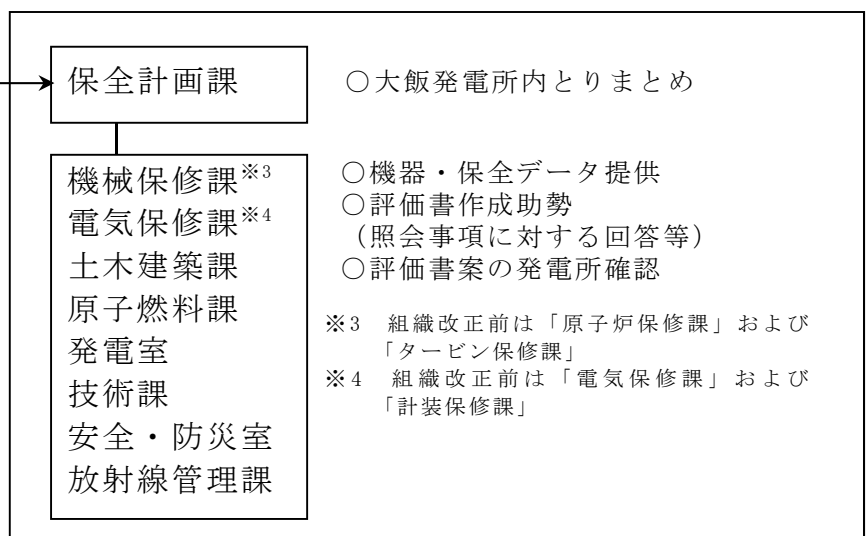 保全計画課
○大飯発電所内とりまとめ
機械保修課※3
電気保修課※4
土木建築課
原子燃料課
発電室
技術課
安全・防災室
放射線管理課
○機器・保全データ提供
○評価書作成助勢
（照会事項に対する回答等）
○評価書案の発電所確認
※3　組織改正前は「原子炉保修課」および
「タービン保修課」
※4　組織改正前は「電気保修課」および
「計装保修課」